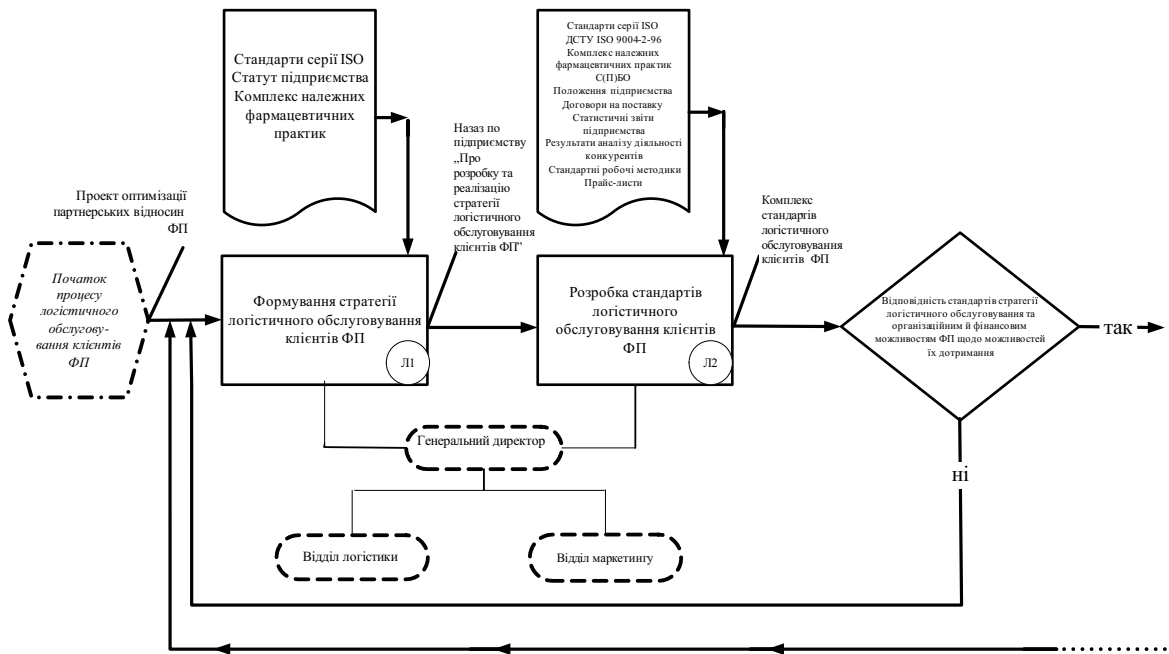 Стандарти серії ISO
Статут підприємства
Комплекс належних
фармацевтичних
практик
Стандарти серії ISO
ДСТУ ISO 9004-2-96
Комплекс належних
фармацевтичних практик
С(П)БО
Положення підприємства
Договори на поставку
Статистичні звіти
підприємства
Результати аналізу діяльності
конкурентів
Стандартні робочі методики
Прайс-листи
Проект оптимізації
партнерських відносин
ФП
Назаз по
підприємству
„Про
розробку та
реалізацію
стратегії
логістичного
обслуговування
клієнтів ФП”
Комплекс
стандартів
логістичного
обслуговування
клієнтів ФП
Початок
процесу
логістичного
обслугову-
вання клієнтів
ФП
Формування стратегії
логістичного обслуговування
клієнтів ФП
Л1
Розробка стандартів
логістичного
обслуговування клієнтів
ФП
Л2
Відповідність стандартів стратегії
логістичного обслуговування та
організаційним й фінансовим
можливостям ФП щодо можливостей
їх дотримання
так
ні
Генеральний директор
Відділ логістики
Відділ маркетингу